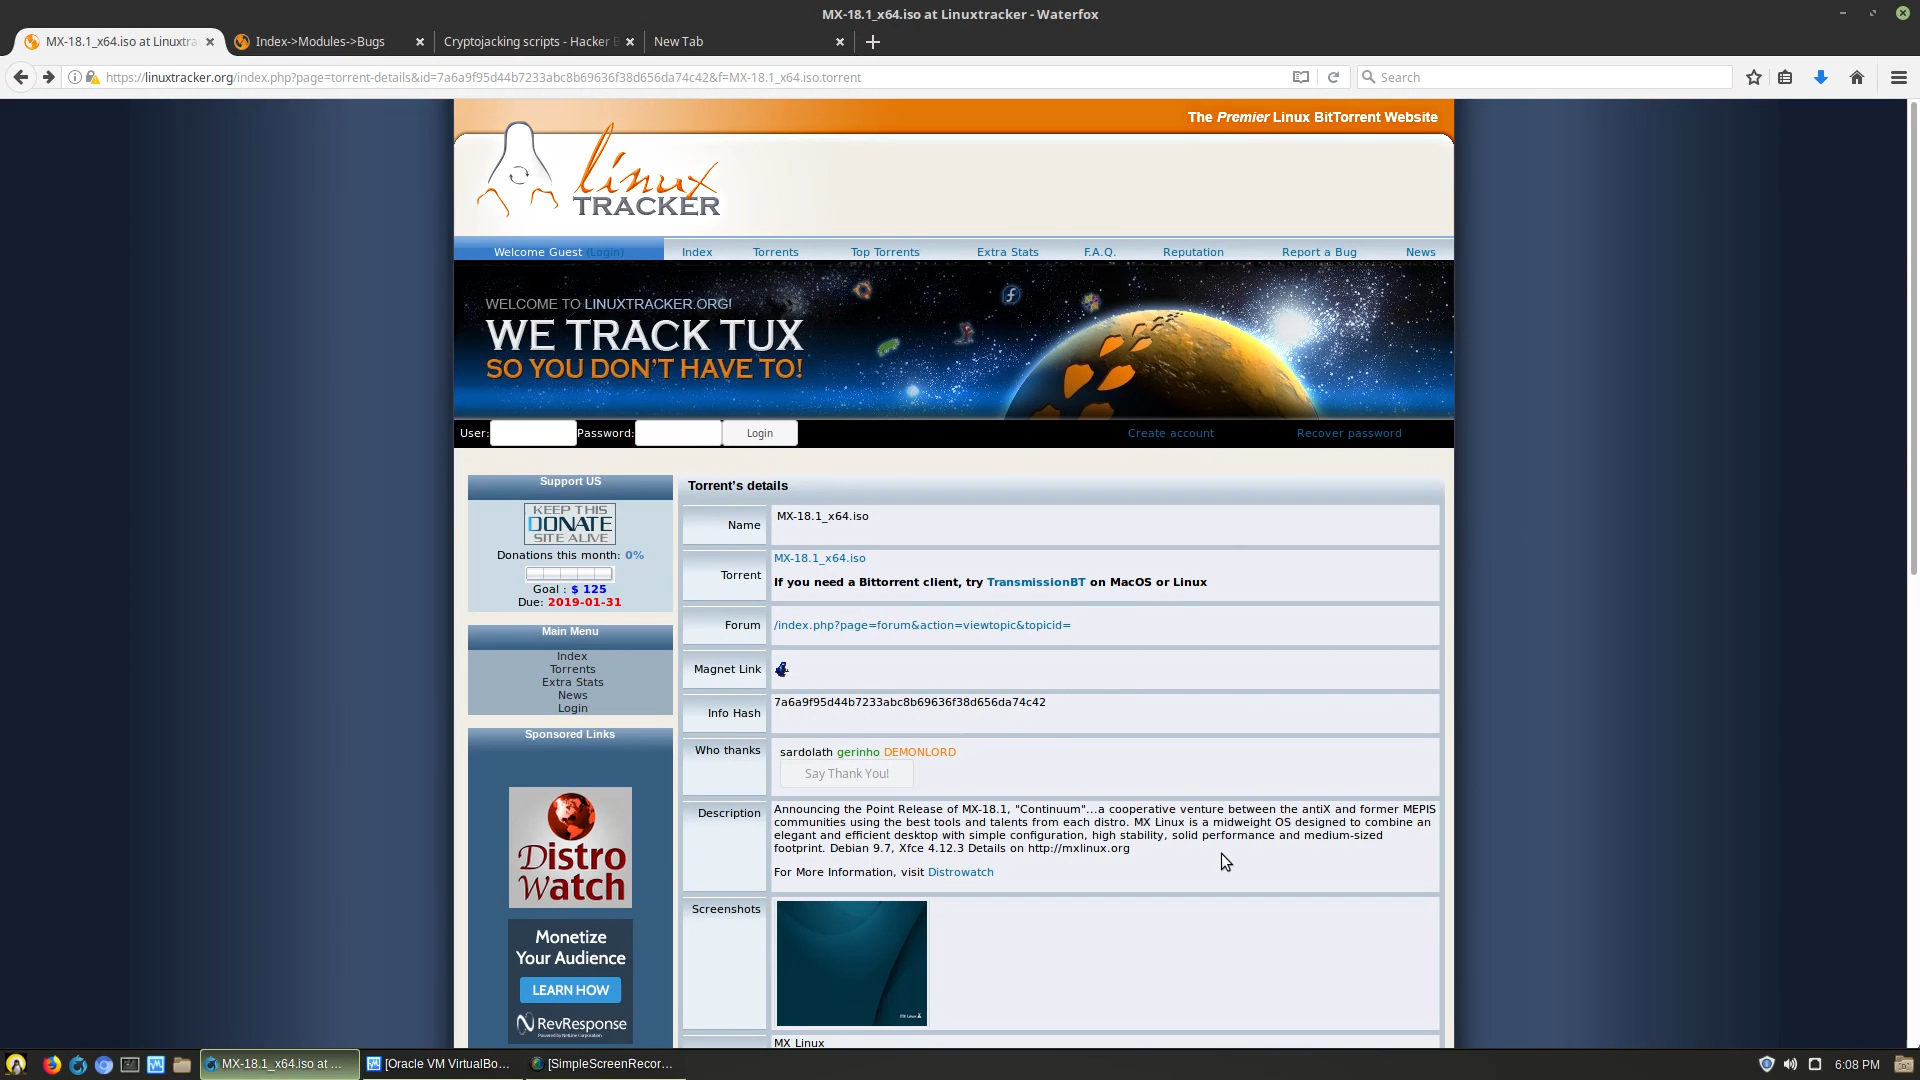 MX-18.1_x64.iso at Linuxtracker - Waterfox
MX-18.1_x64.iso at Linuxtra
Index->Modules->Bugs
Cryptojacking scripts - Hacker B
New Tab
https://linuxtracker.org/index.php?page=torrent-details&id=7a6a9f95d44b7233abc8b69636f38d656da74c42&f=MX-18.1_x64.iso.torrent
Search
The Premier Linux BitTorrent Website
linux
TRACKER
Welcome Guest (Login)
Index
Torrents
Top Torrents
Extra Stats
F.A.Q.
Reputation
Report a Bug
News
WELCOME TO LINUXTRACKER.ORG!
WE TRACK TUX
SO YOU DON'T HAVE TO!
User:
Password:
Login
Create account
Recover password
Support US
KEEP THIS
DONATE
SITE ALIVE
Donations this month: 0%
Goal : $ 125
Due: 2019-01-31
Main Menu
Index
Torrents
Extra Stats
News
Login
Sponsored Links
Distro
Watch
Monetize
Your Audience
LEARN HOW
RevResponse
Torrent's details
Name
MX-18.1_x64.iso
Torrent
MX-18.1_x64.iso
If you need a Bittorrent client, try TransmissionBT on MacOS or Linux
Forum
/index.php?page=forum&action=viewtopic&topicid=
Magnet Link
Info Hash
7a6a9f95d44b7233abc8b69636f38d656da74c42
Who thanks
sardolath gerinho DEMONLORD
Say Thank You!
Description
Announcing the Point Release of MX-18.1, "Continuum"...a cooperative venture between the antiX and former MEPIS
communities using the best tools and talents from each distro. MX Linux is a midweight OS designed to combine an
elegant and efficient desktop with simple configuration, high stability, solid performance and medium-sized
footprint. Debian 9.7, Xfce 4.12.3 Details on http://mxlinux.org
For More Information, visit Distrowatch
Screenshots
MX Linux
MX Linux
MX-18.1_x64.iso at ...
[Oracle VM VirtualBo...
[SimpleScreenRecor...
6:08 PM